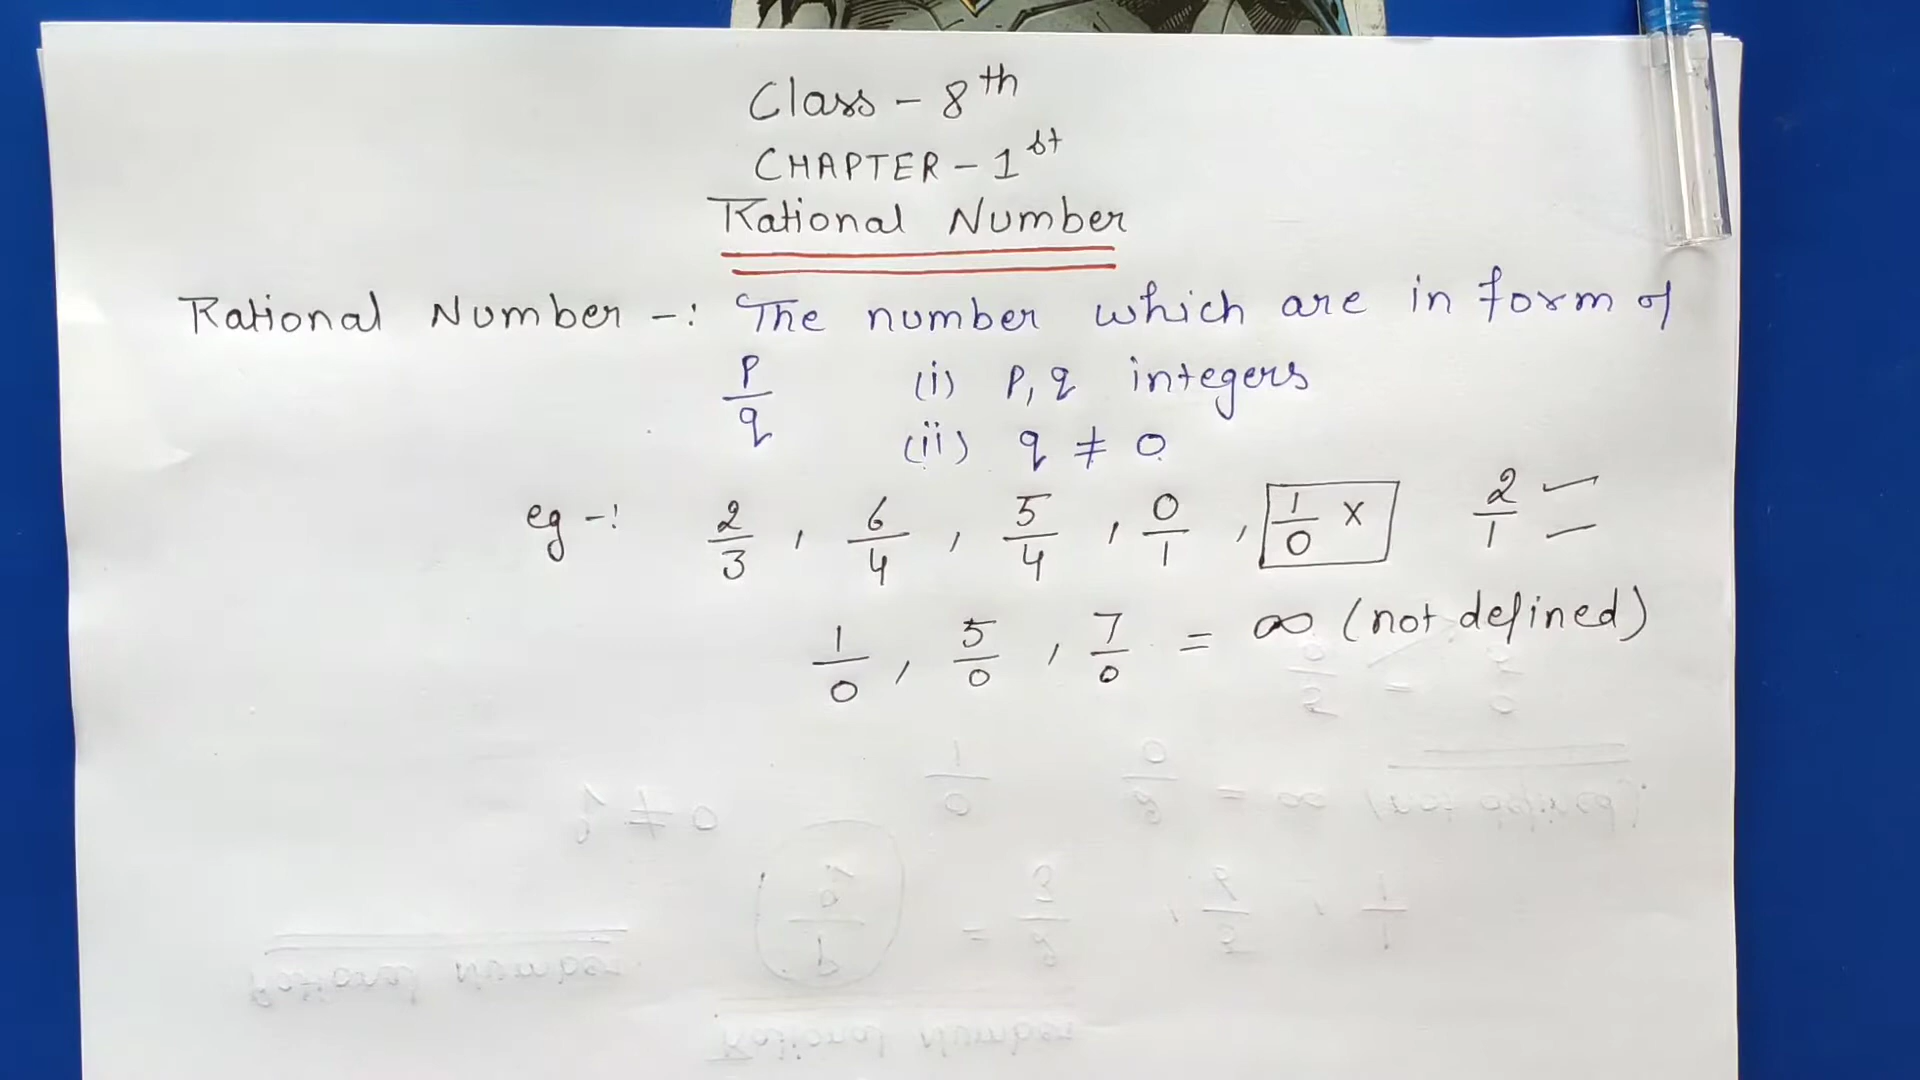 Class - 8th
CHAPTER - 1st
Rational Number
Rational Number -: The number which are in form of
p/q (i) p, q integers
(ii) q ≠ 0
eg -: 2/3 , 6/4 , 5/4 , 0/1 , 1/0 × 2/1
1/0 , 5/0 , 7/0 = ∞ (not defined)